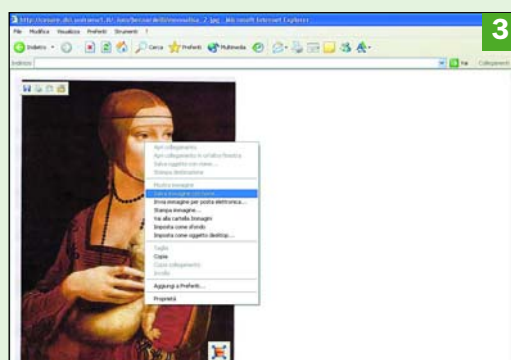 3
File Modifica Visualizza Preferiti Strumenti ?
Indietro Cerca Preferiti Multimedia
Indirizzo Vai Collegamenti
Apri collegamento
Apri collegamento in un'altra finestra
Salva oggetto con nome...
Stampa destinazione
Mostra immagine
Salva immagine con nome...
Invia immagine per posta elettronica...
Stampa immagine...
Vai alla cartella Immagini
Imposta come sfondo
Imposta come oggetto desktop...
Taglia
Copia
Copia collegamento
Incolla
Aggiungi a Preferiti...
Proprietà